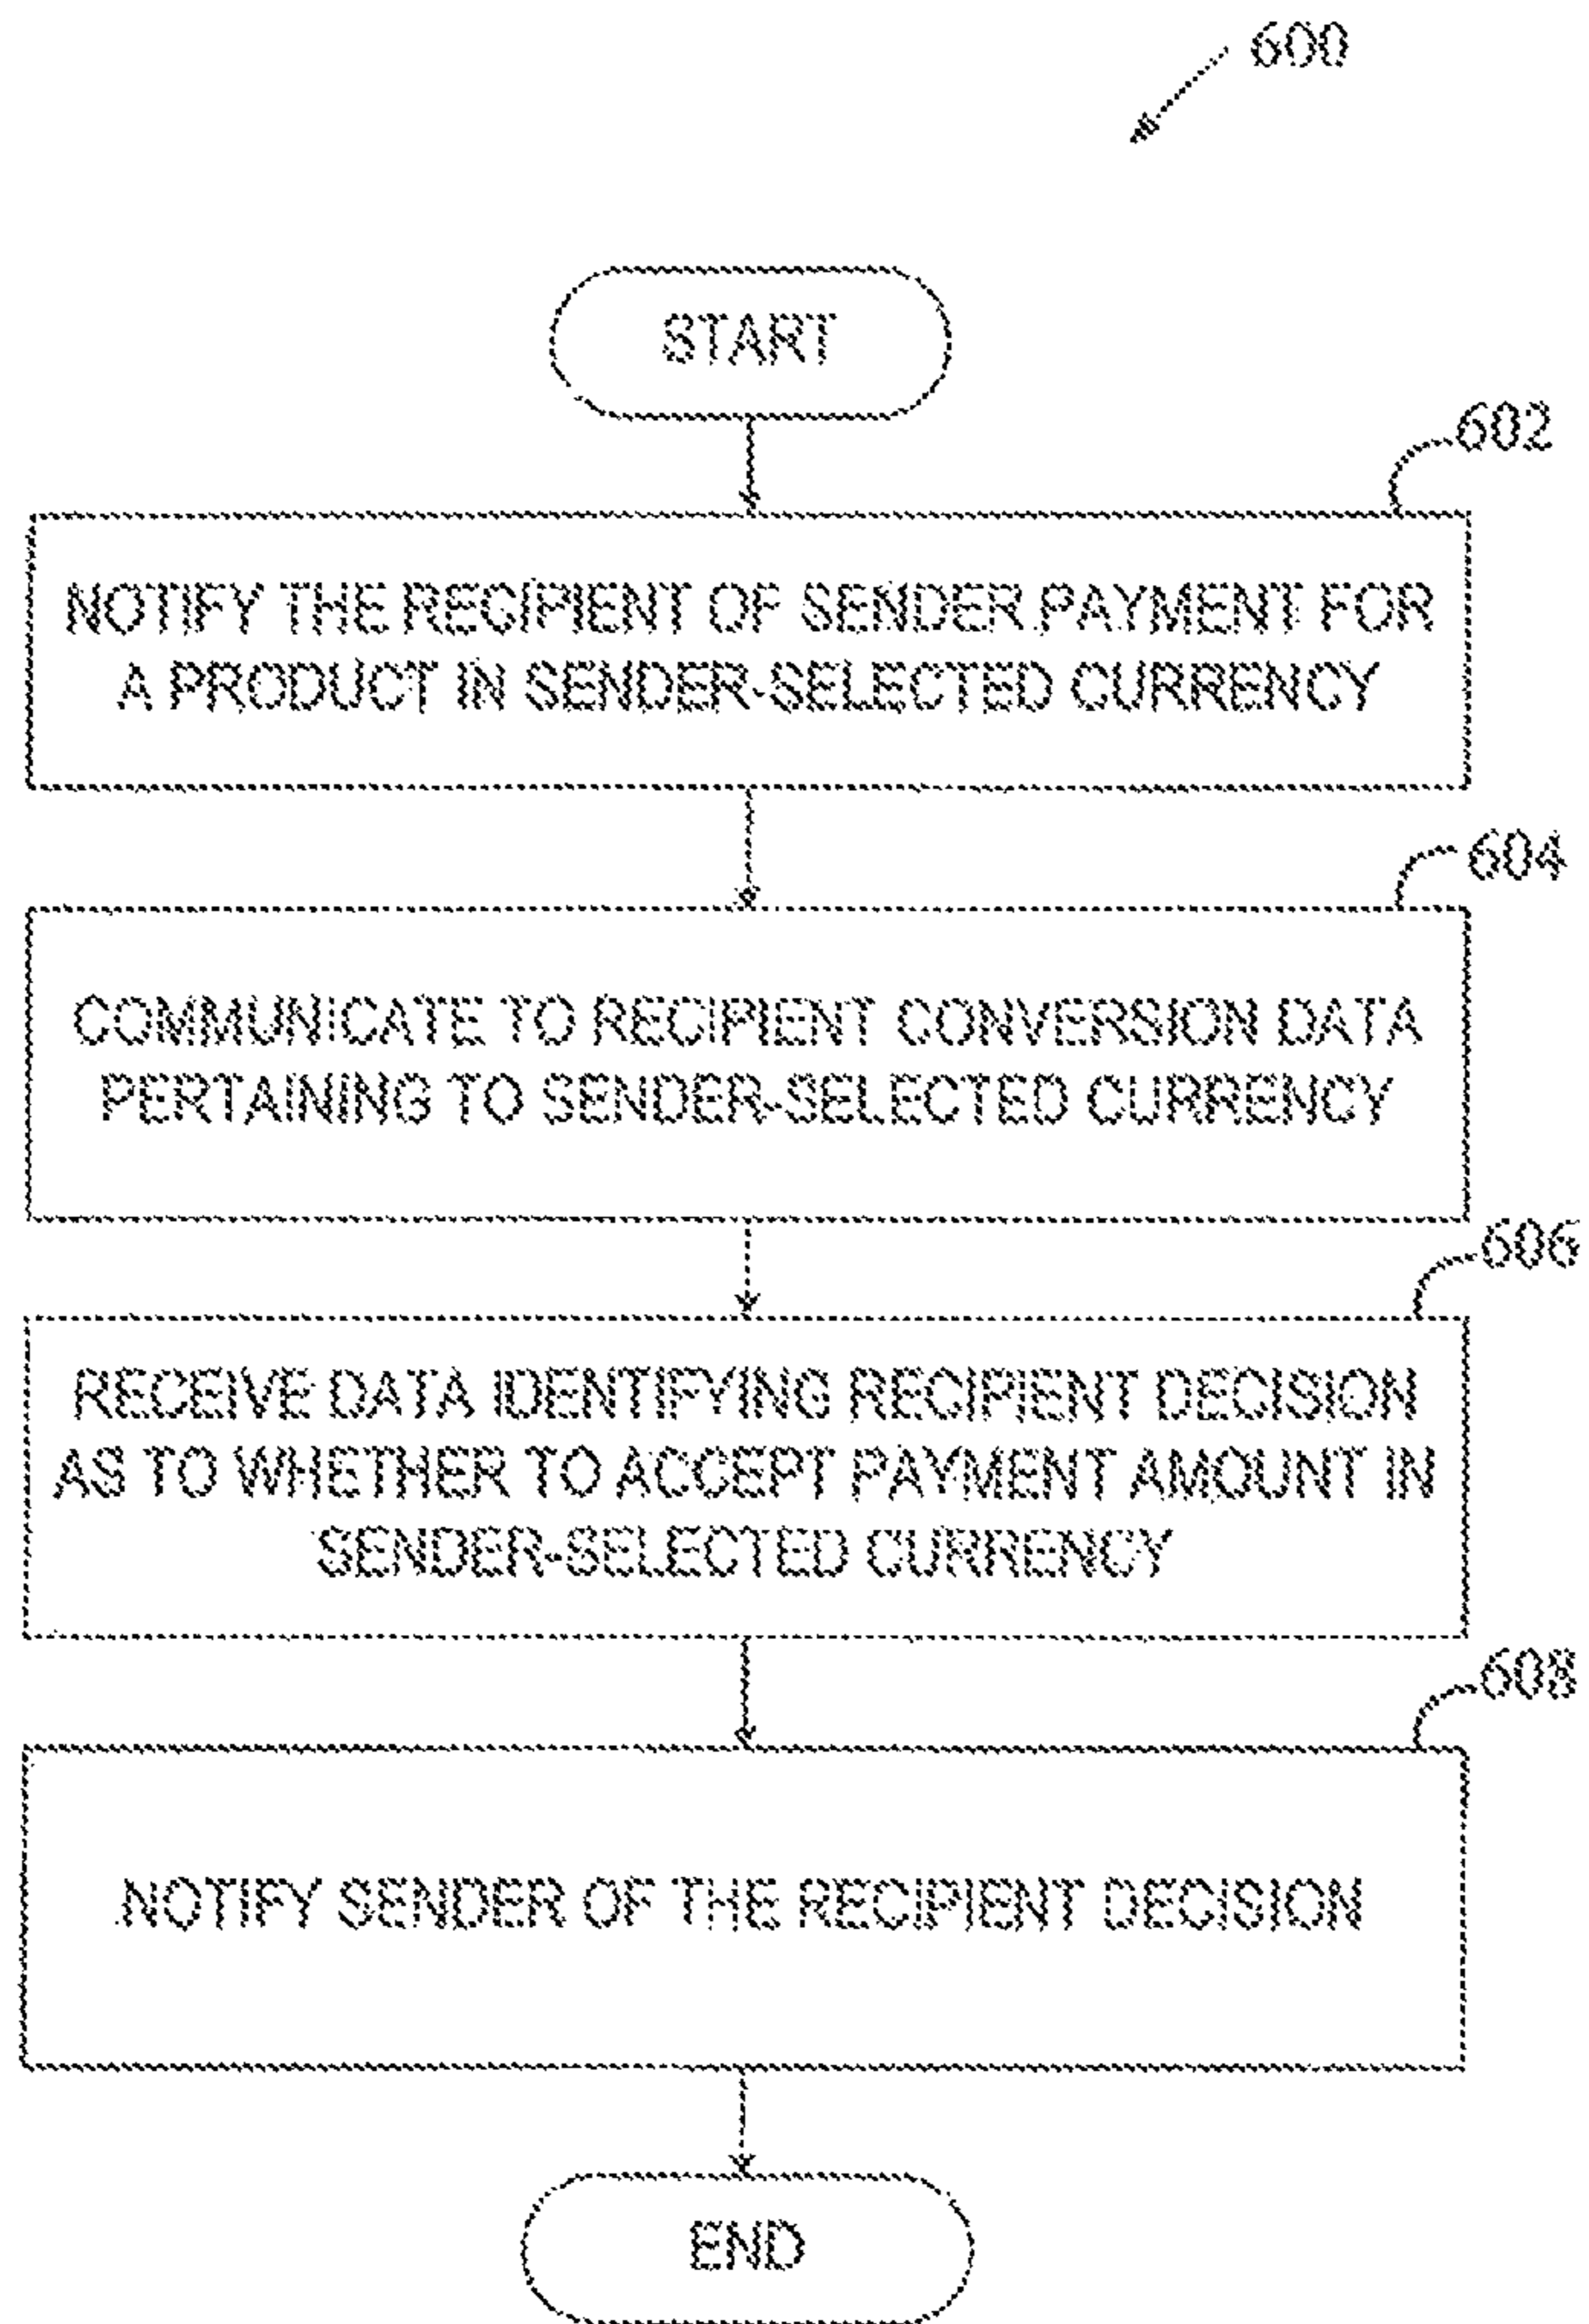 600
START
602
NOTIFY THE RECIPIENT OF SENDER PAYMENT FOR
A PRODUCT IN SENDER-SELECTED CURRENCY
604
COMMUNICATE TO RECIPIENT CONVERSION DATA
PERTAINING TO SENDER-SELECTED CURRENCY
606
RECEIVE DATA IDENTIFYING RECIPIENT DECISION
AS TO WHETHER TO ACCEPT PAYMENT AMOUNT IN
SENDER-SELECTED CURRENCY
608
NOTIFY SENDER OF THE RECIPIENT DECISION
END